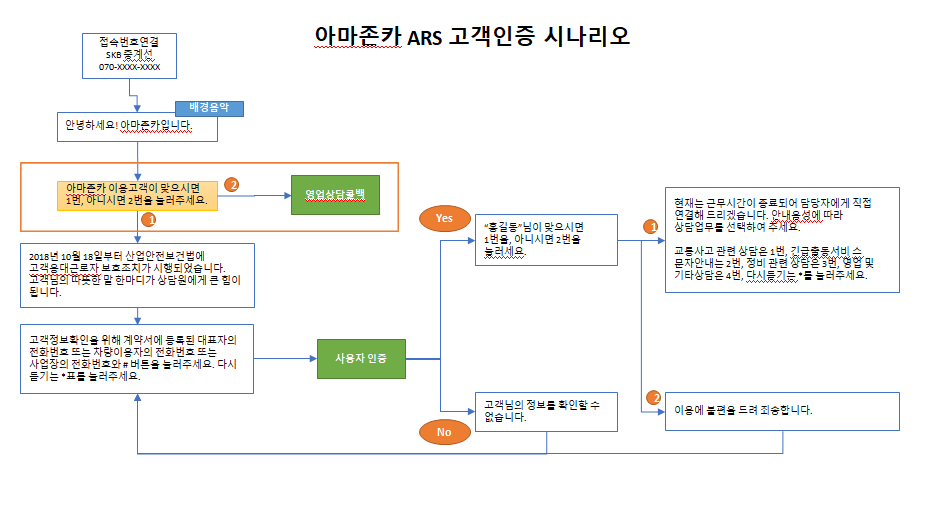 아마존카 ARS 고객인증 시나리오
접속번호연결
SKB 중계선
070-XXXX-XXXX
배경음악
안녕하세요! 아마존카입니다.
아마존카 이용고객이 맞으시면
1번, 아니시면 2번을 눌러주세요.
2
영업상담콜백
1
2018년 10월 18일부터 산업안전보건법에
고객응대근로자 보호조치가 시행되었습니다.
고객님의 따뜻한 말 한마디가 상담원에게 큰 힘이
됩니다.
고객정보확인을 위해 계약서에 등록된 대표자의
전화번호 또는 차량이용자의 전화번호 또는
사업장의 전화번호와 # 버튼을 눌러주세요. 다시
듣기는 *표를 눌러주세요.
사용자 인증
Yes
"홍길동"님이 맞으시면
1번을, 아니시면 2번을
눌러주세요.
1
현재는 근무시간이 종료되어 담당자에게 직접
연결해 드리겠습니다. 안내음성에 따라
상담업무를 선택하여 주세요.
교통사고 관련 상담은 1번, 긴급출동서비스
문자안내는 2번, 정비 관련 상담은 3번, 영업 및
기타상담은 4번, 다시듣기는 *를 눌러주세요.
No
고객님의 정보를 확인할 수
없습니다.
2
이용에 불편을 드려 죄송합니다.